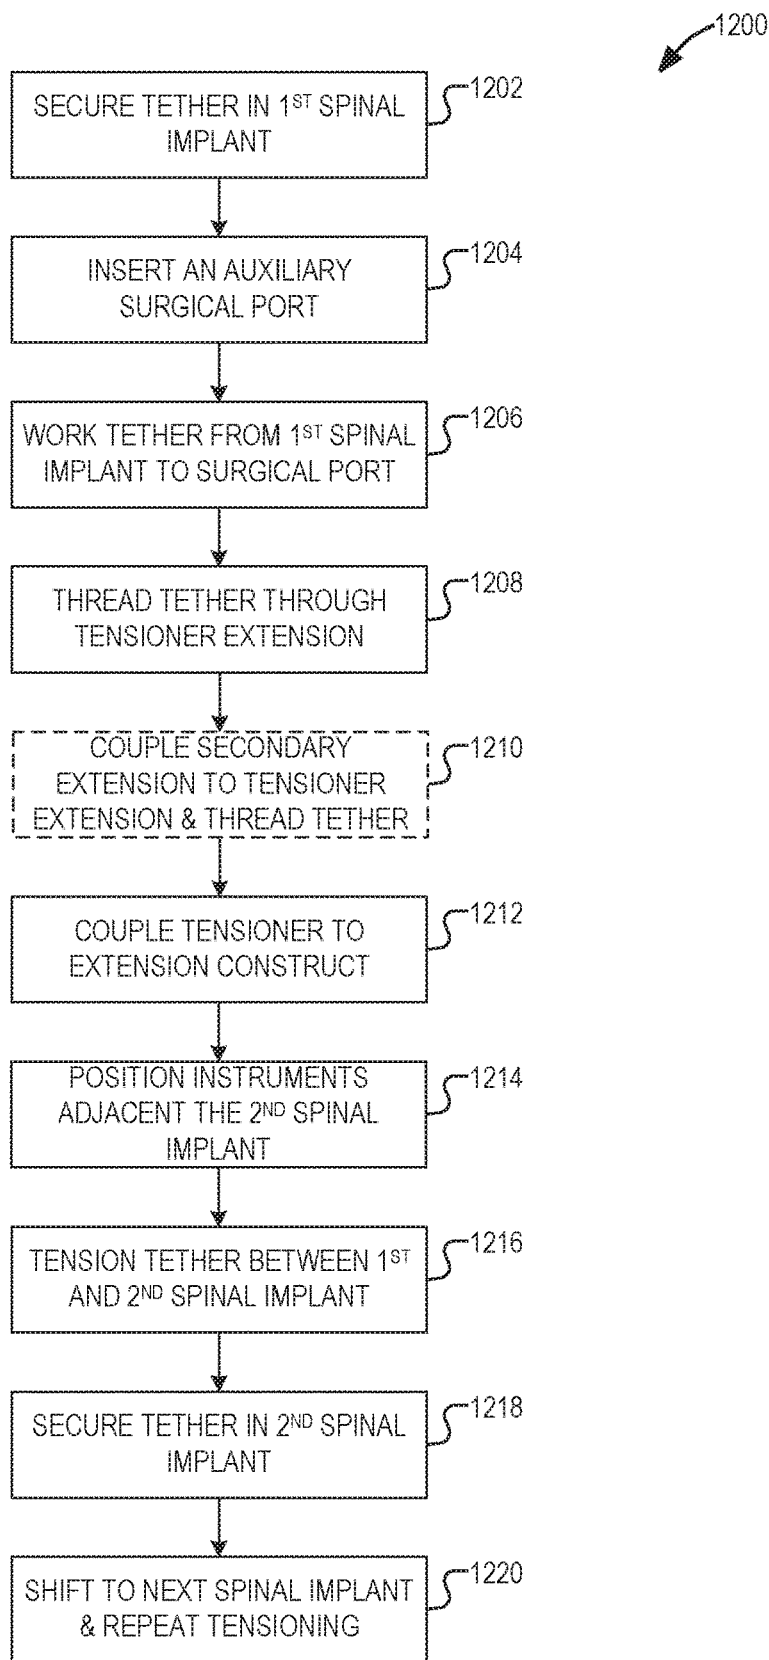 1200
SECURE TETHER IN 1ST SPINAL
IMPLANT
1202
INSERT AN AUXILIARY
SURGICAL PORT
1204
WORK TETHER FROM 1ST SPINAL
IMPLANT TO SURGICAL PORT
1206
THREAD TETHER THROUGH
TENSIONER EXTENSION
1208
COUPLE SECONDARY
EXTENSION TO TENSIONER
EXTENSION & THREAD TETHER
1210
COUPLE TENSIONER TO
EXTENSION CONSTRUCT
1212
POSITION INSTRUMENTS
ADJACENT THE 2ND SPINAL
IMPLANT
1214
TENSION TETHER BETWEEN 1ST
AND 2ND SPINAL IMPLANT
1216
SECURE TETHER IN 2ND SPINAL
IMPLANT
1218
SHIFT TO NEXT SPINAL IMPLANT
& REPEAT TENSIONING
1220